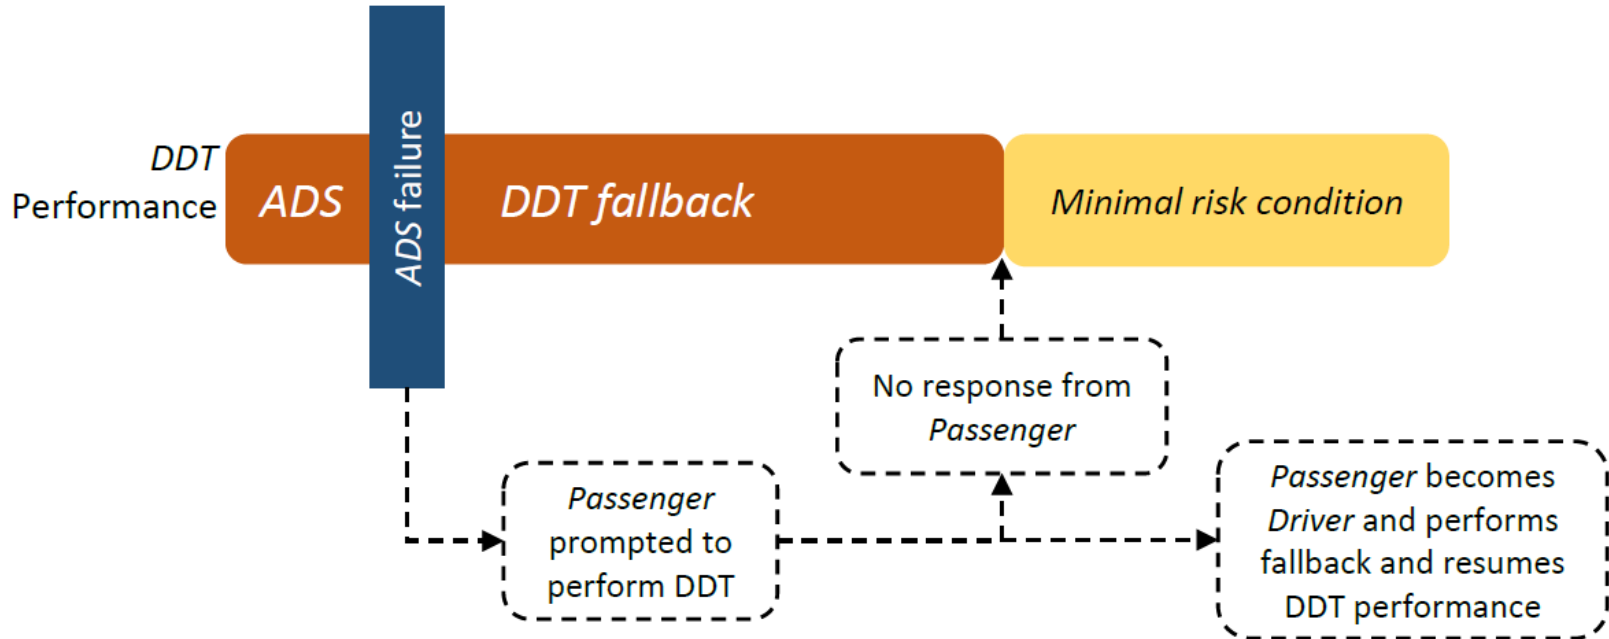 DDT
Performance
ADS
ADS failure
DDT fallback
Minimal risk condition
No response from
Passenger
Passenger
prompted to
perform DDT
Passenger becomes
Driver and performs
fallback and resumes
DDT performance